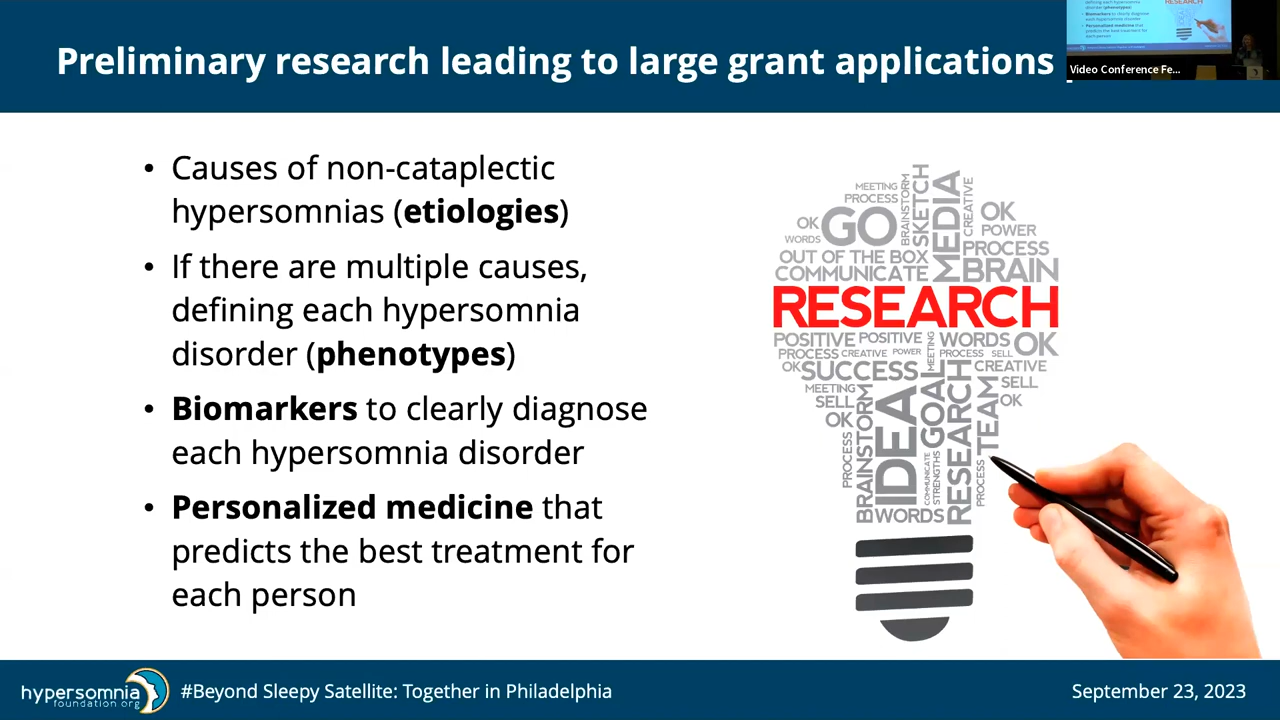 Preliminary research leading to large grant applications
Video Conference Fe...
• Causes of non-cataplectic
hypersomnias (etiologies)
• If there are multiple causes,
defining each hypersomnia
disorder (phenotypes)
• Biomarkers to clearly diagnose
each hypersomnia disorder
• Personalized medicine that
predicts the best treatment for
each person
MEETING
PROCESS
OK
GO
WORDS
BRAINSTORM
SKETCH
MEDIA
CREATIVE
OK
POWER
PROCESS
OUT OF THE BOX
COMMUNICATE
BRAIN
RESEARCH
POSITIVE POSITIVE
WORDS
OK
PROCESS CREATIVE POWER
MEETING
PROCESS SELL
OK
SUCCESS
CREATIVE
MEETING
SELL
SELL
OK
OK
PROCESS
BRAINSTORM
IDEA
GOAL
COMMUNICATE
STRENGTHS
RESEARCH
TEAM
PROCESS
WORDS
hypersomnia
foundation.org
#Beyond Sleepy Satellite: Together in Philadelphia
September 23, 2023